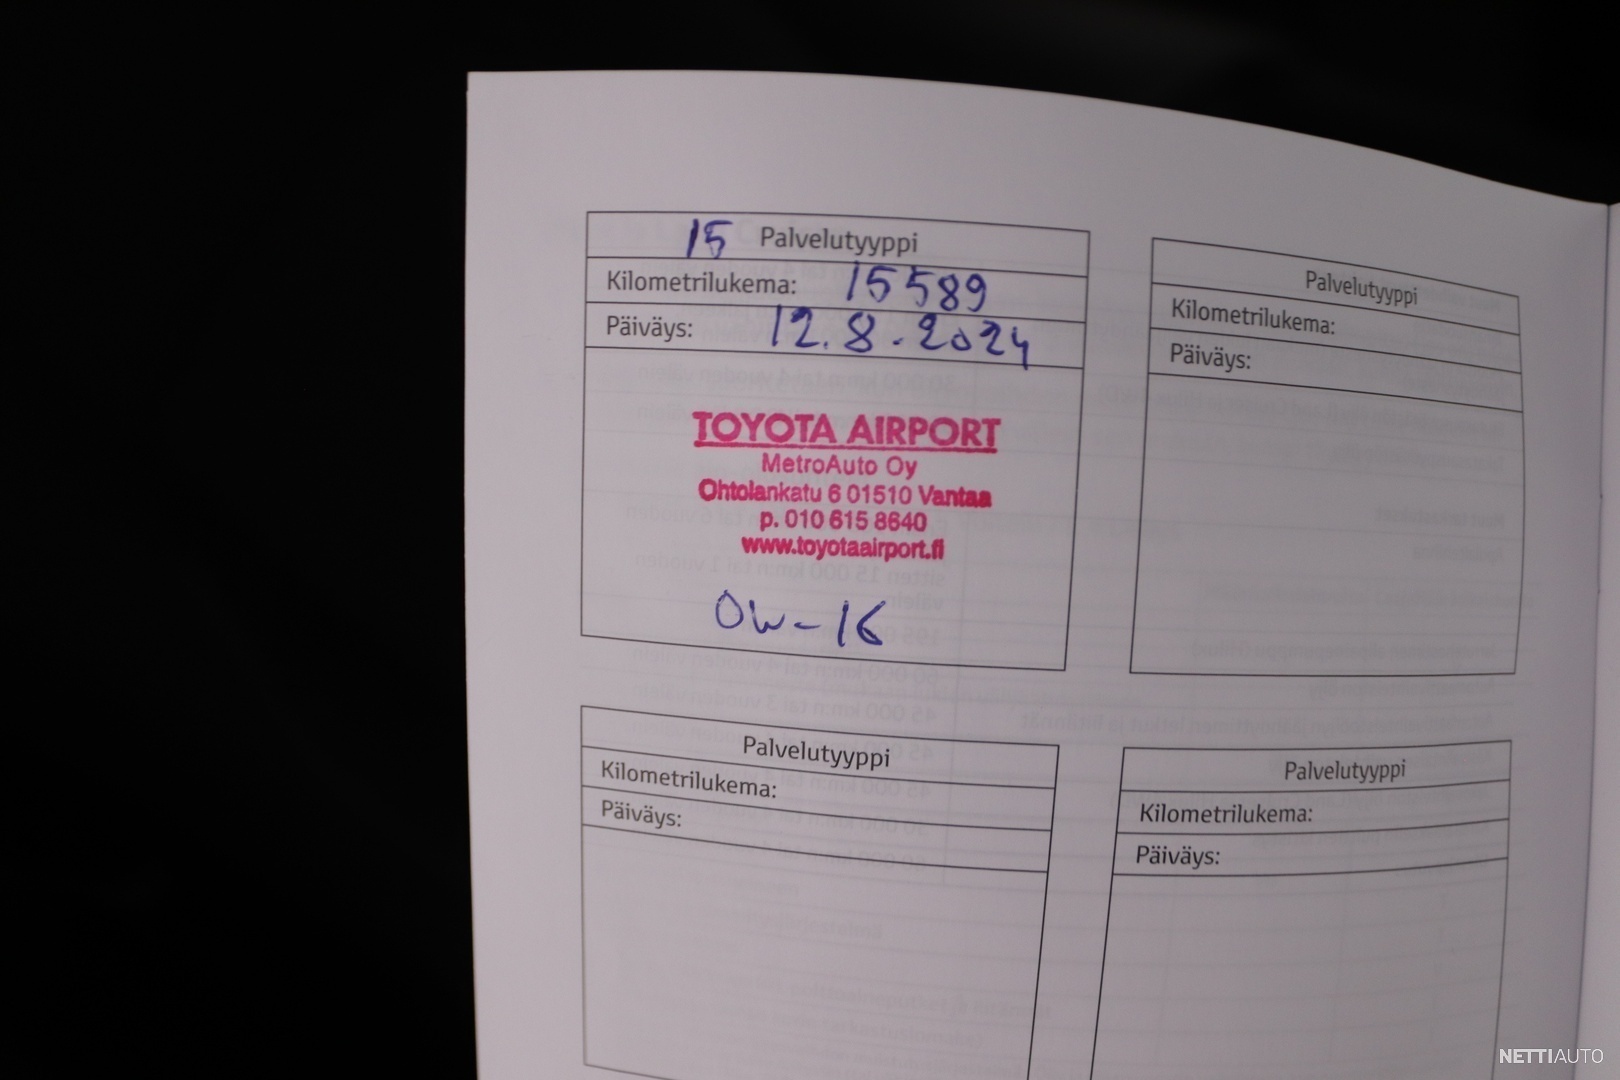 15 Palvelutyyppi
Kilometrilukema: 15589
Päiväys: 12.8.2024
TOYOTA AIRPORT
MetroAuto Oy
Ohtolankatu 6 01510 Vantaa
p. 010 615 8640
www.toyotaairport.fi
0W-16
Palvelutyyppi
Kilometrilukema:
Päiväys:
Palvelutyyppi
Kilometrilukema:
Päiväys:
Palvelutyyppi
Kilometrilukema:
Päiväys:
NETTIAUTO